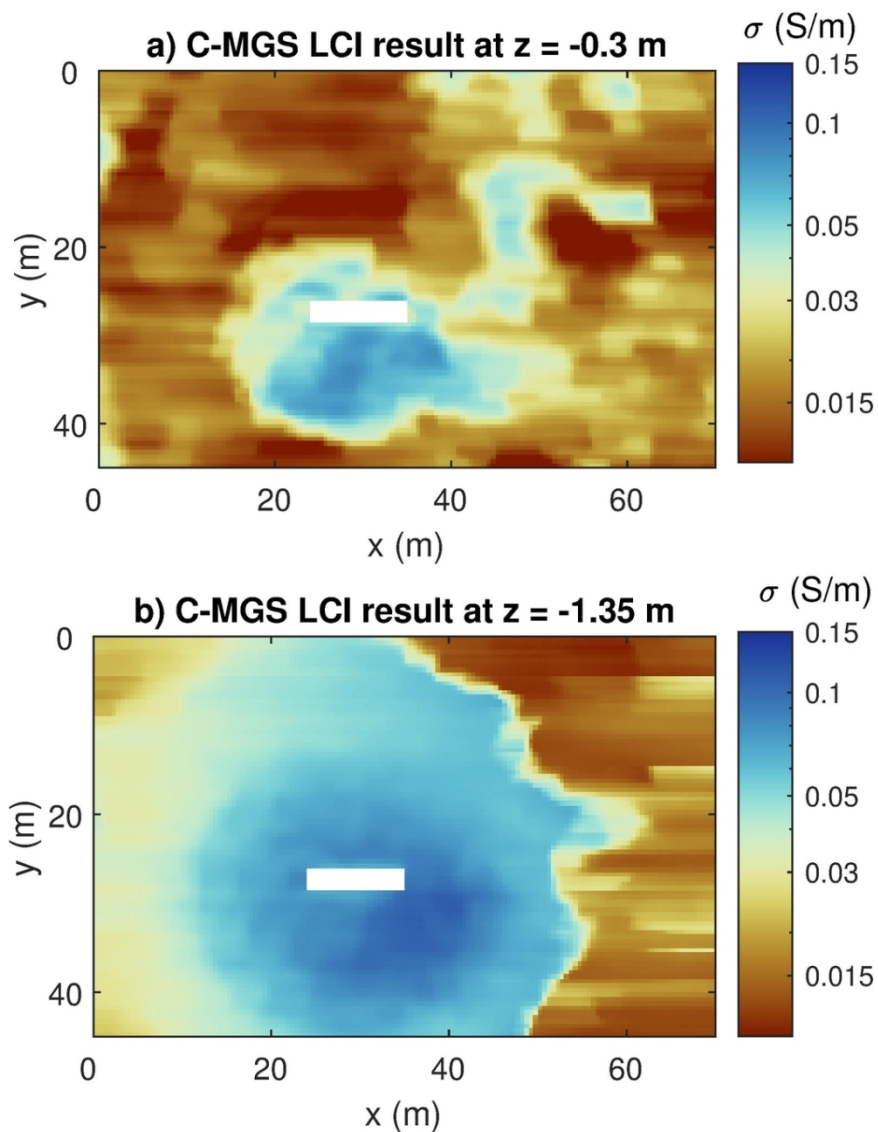 σ (S/m)
a) C-MGS LCI result at z = -0.3 m
0
20
40
y (m)
0 20 40 60
x (m)
0.15
0.1
0.05
0.03
0.015
σ (S/m)
b) C-MGS LCI result at z = -1.35 m
0
20
40
y (m)
0 20 40 60
x (m)
0.15
0.1
0.05
0.03
0.015